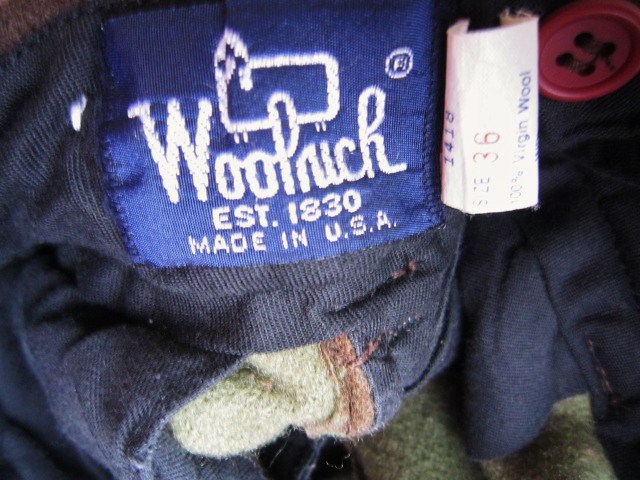 Woolrich ®
EST. 1830
MADE IN U.S.A.
1418
SIZE 36
100% Virgin Wool